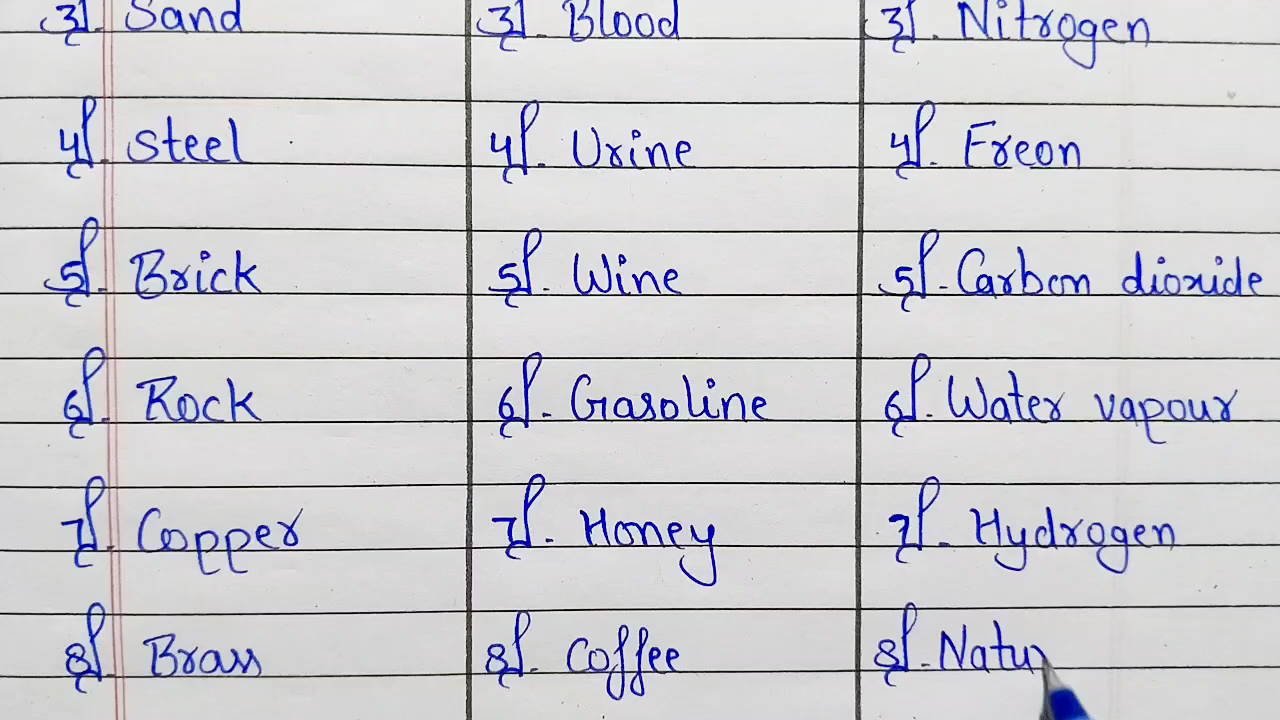 3. Sand 3. Blood 3. Nitrogen
4. Steel 4. Urine 4. Freon
5. Brick 5. Wine 5. Carbon dioxide
6. Rock 6. Gasoline 6. Water vapour
7. Copper 7. Honey 7. Hydrogen
8. Brass 8. Coffee 8. Natu